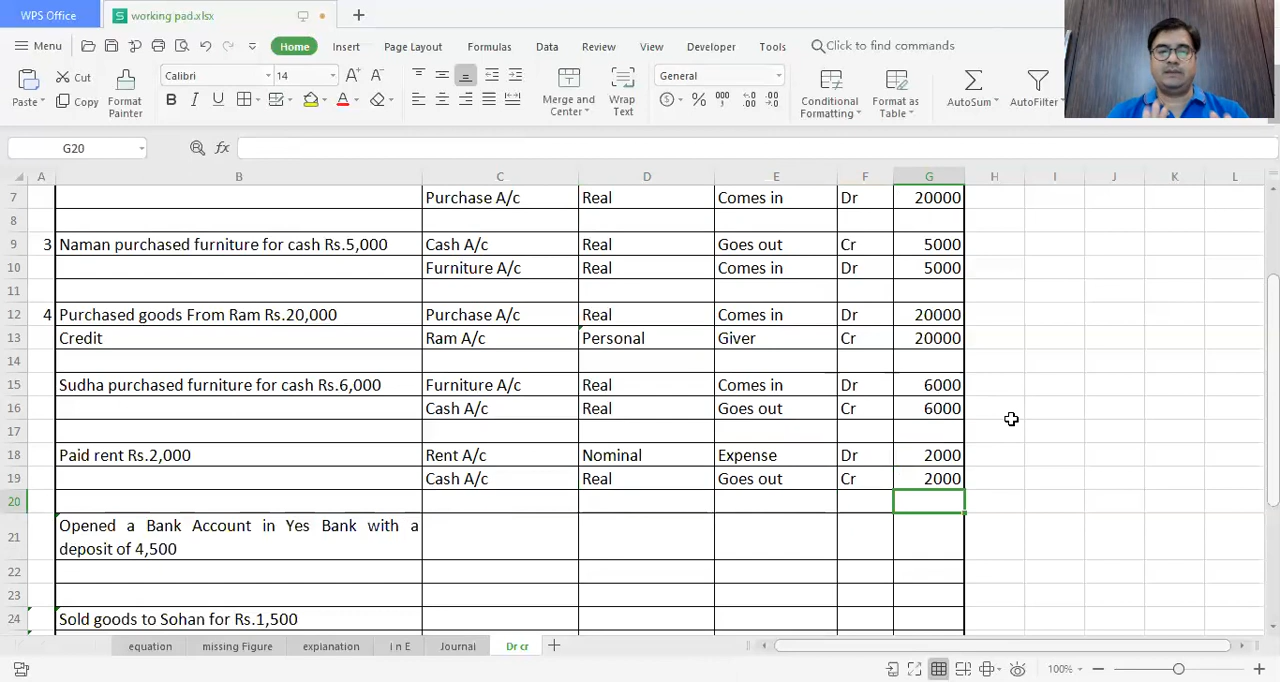 WPS Office working pad.xlsx
Menu Home Insert Page Layout Formulas Data Review View Developer Tools Click to find commands
Paste Cut Copy Format Painter Calibri 14 A+ A- B I U A Merge and Center Wrap Text General % 000 Conditional Formatting Format as Table AutoSum AutoFilter
G20 fx
A B C D E F G H I J K L
7 Purchase A/c Real Comes in Dr 20000
8
9 3 Naman purchased furniture for cash Rs.5,000 Cash A/c Real Goes out Cr 5000
10 Furniture A/c Real Comes in Dr 5000
11
12 4 Purchased goods From Ram Rs.20,000 Purchase A/c Real Comes in Dr 20000
13 Credit Ram A/c Personal Giver Cr 20000
14
15 Sudha purchased furniture for cash Rs.6,000 Furniture A/c Real Comes in Dr 6000
16 Cash A/c Real Goes out Cr 6000
17
18 Paid rent Rs.2,000 Rent A/c Nominal Expense Dr 2000
19 Cash A/c Real Goes out Cr 2000
20
21 Opened a Bank Account in Yes Bank with a
deposit of 4,500
22
23
24 Sold goods to Sohan for Rs.1,500
equation missing Figure explanation I n E Journal Dr cr
100%